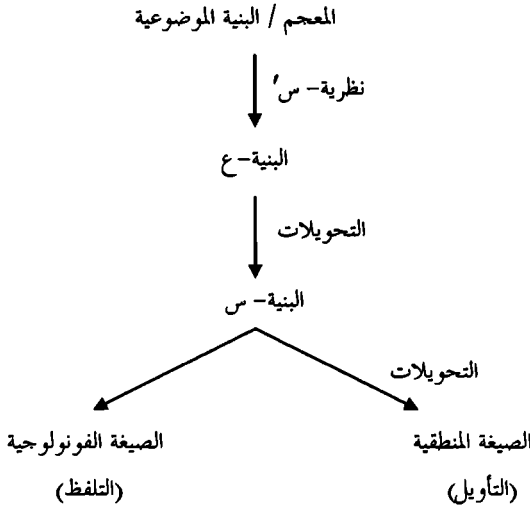 المعجم / البنية الموضوعية
نظرية- سَ'
البنية-ع
التحويلات
البنية- س
التحويلات
الصيغة المنطقية
الصيغة الفونولوجية
(التأويل)
(التلفظ)